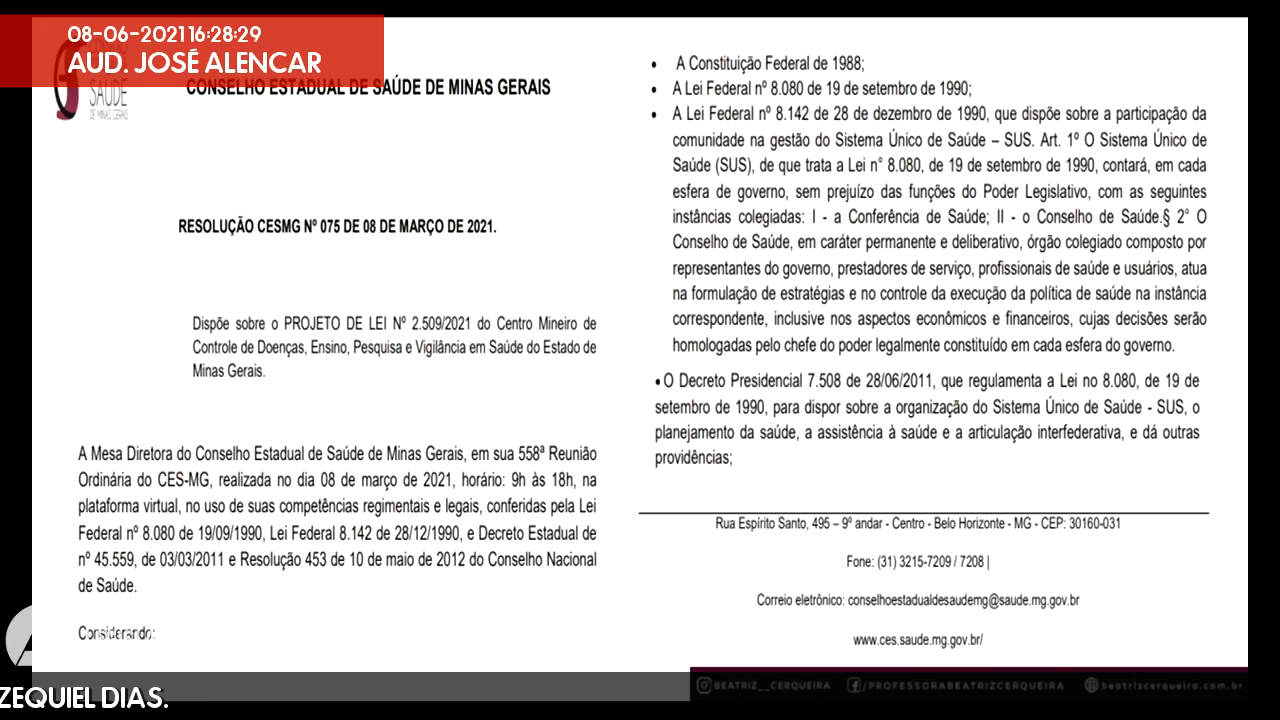 08-06-2021 16:28:29
AUD. JOSÉ ALENCAR
SAÚDE
DE MINAS GERAIS
CONSELHO ESTADUAL DE SAÚDE DE MINAS GERAIS
RESOLUÇÃO CESMG Nº 075 DE 08 DE MARÇO DE 2021.
Dispõe sobre o PROJETO DE LEI Nº 2.509/2021 do Centro Mineiro de
Controle de Doenças, Ensino, Pesquisa e Vigilância em Saúde do Estado de
Minas Gerais.
A Mesa Diretora do Conselho Estadual de Saúde de Minas Gerais, em sua 558ª Reunião
Ordinária do CES-MG, realizada no dia 08 de março de 2021, horário: 9h às 18h, na
plataforma virtual, no uso de suas competências regimentais e legais, conferidas pela Lei
Federal nº 8.080 de 19/09/1990, Lei Federal 8.142 de 28/12/1990, e Decreto Estadual de
nº 45.559, de 03/03/2011 e Resolução 453 de 10 de maio de 2012 do Conselho Nacional
de Saúde.
Considerando:
• A Constituição Federal de 1988;
• A Lei Federal nº 8.080 de 19 de setembro de 1990;
• A Lei Federal nº 8.142 de 28 de dezembro de 1990, que dispõe sobre a participação da
comunidade na gestão do Sistema Único de Saúde – SUS. Art. 1º O Sistema Único de
Saúde (SUS), de que trata a Lei n° 8.080, de 19 de setembro de 1990, contará, em cada
esfera de governo, sem prejuízo das funções do Poder Legislativo, com as seguintes
instâncias colegiadas: I - a Conferência de Saúde; II - o Conselho de Saúde.§ 2° O
Conselho de Saúde, em caráter permanente e deliberativo, órgão colegiado composto por
representantes do governo, prestadores de serviço, profissionais de saúde e usuários, atua
na formulação de estratégias e no controle da execução da política de saúde na instância
correspondente, inclusive nos aspectos econômicos e financeiros, cujas decisões serão
homologadas pelo chefe do poder legalmente constituído em cada esfera do governo.
• O Decreto Presidencial 7.508 de 28/06/2011, que regulamenta a Lei no 8.080, de 19 de
setembro de 1990, para dispor sobre a organização do Sistema Único de Saúde - SUS, o
planejamento da saúde, a assistência à saúde e a articulação interfederativa, e dá outras
providências;
Rua Espírito Santo, 495 – 9º andar - Centro - Belo Horizonte - MG - CEP: 30160-031
Fone: (31) 3215-7209 / 7208 |
Correio eletrônico: conselhoestadualdesaudemg@saude.mg.gov.br
www.ces.saude.mg.gov.br/
BEATRIZ__CERQUEIRA /PROFESSORABEATRIZCERQUEIRA beatrizcerqueira.com.br
ZEQUIEL DIAS.